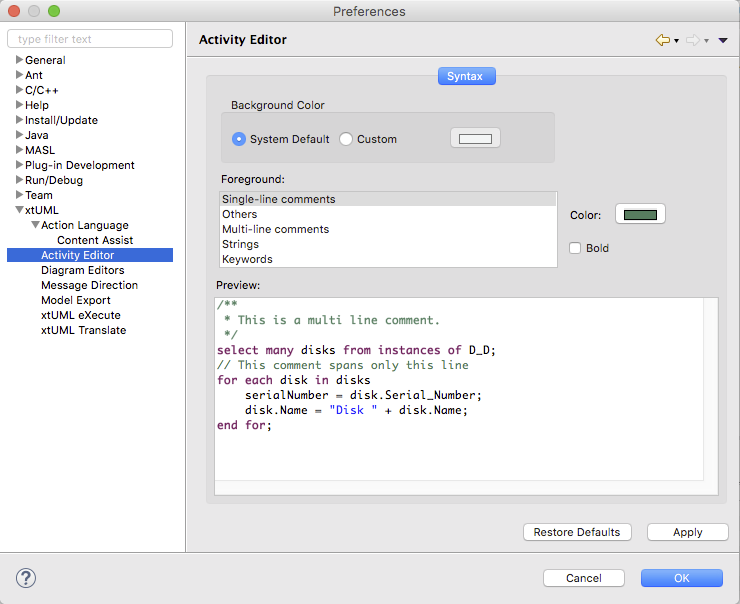 Preferences
type filter text
General
Ant
C/C++
Help
Install/Update
Java
MASL
Plug-in Development
Run/Debug
Team
xtUML
Action Language
Content Assist
Activity Editor
Diagram Editors
Message Direction
Model Export
xtUML eXecute
xtUML Translate
Activity Editor
Syntax
Background Color
System Default Custom
Foreground:
Single-line comments
Others
Multi-line comments
Strings
Keywords
Color:
Bold
Preview:
/**
 * This is a multi line comment.
 */
select many disks from instances of D_D;
// This comment spans only this line
for each disk in disks
    serialNumber = disk.Serial_Number;
    disk.Name = "Disk " + disk.Name;
end for;
Restore Defaults Apply
? Cancel OK